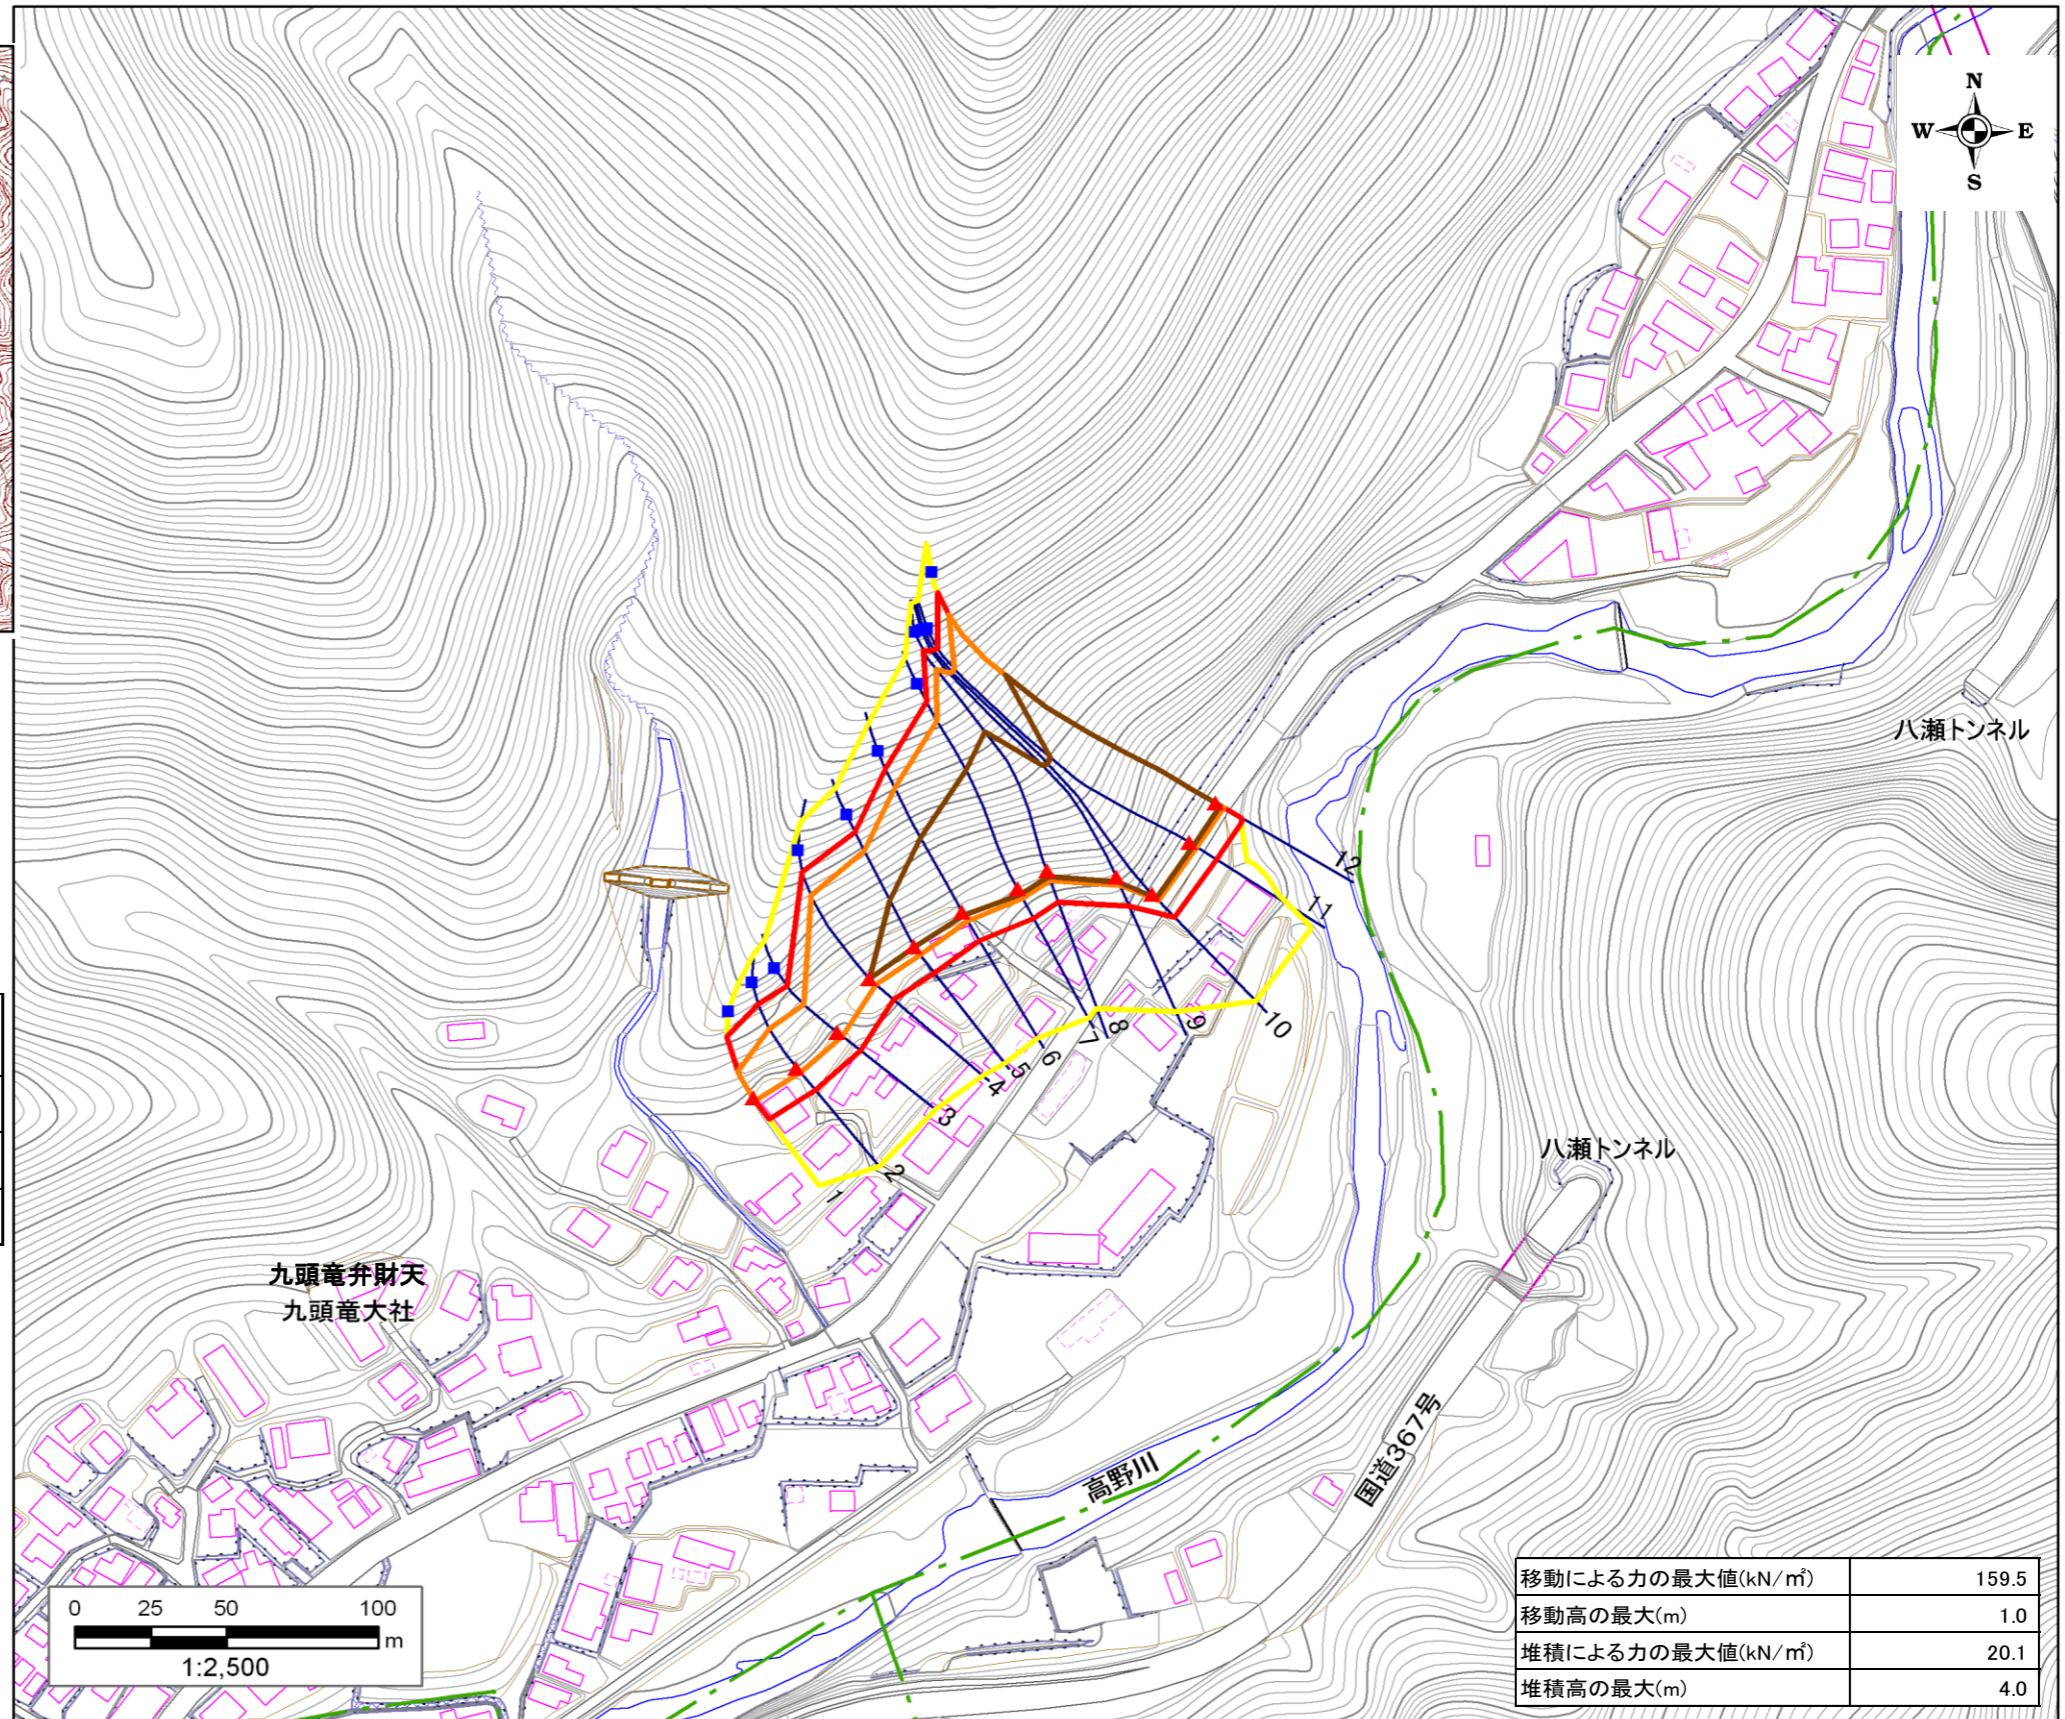 N
W E
S
八瀬トンネル
12
11
10
9
8
7
6
5
4
3
2
1
八瀬トンネル
九頭竜弁財天
九頭竜大社
国道367号
高野川
0 25 50 100
m
1:2,500
移動による力の最大値(kN/㎡) 159.5
移動高の最大(m) 1.0
堆積による力の最大値(kN/㎡) 20.1
堆積高の最大(m) 4.0